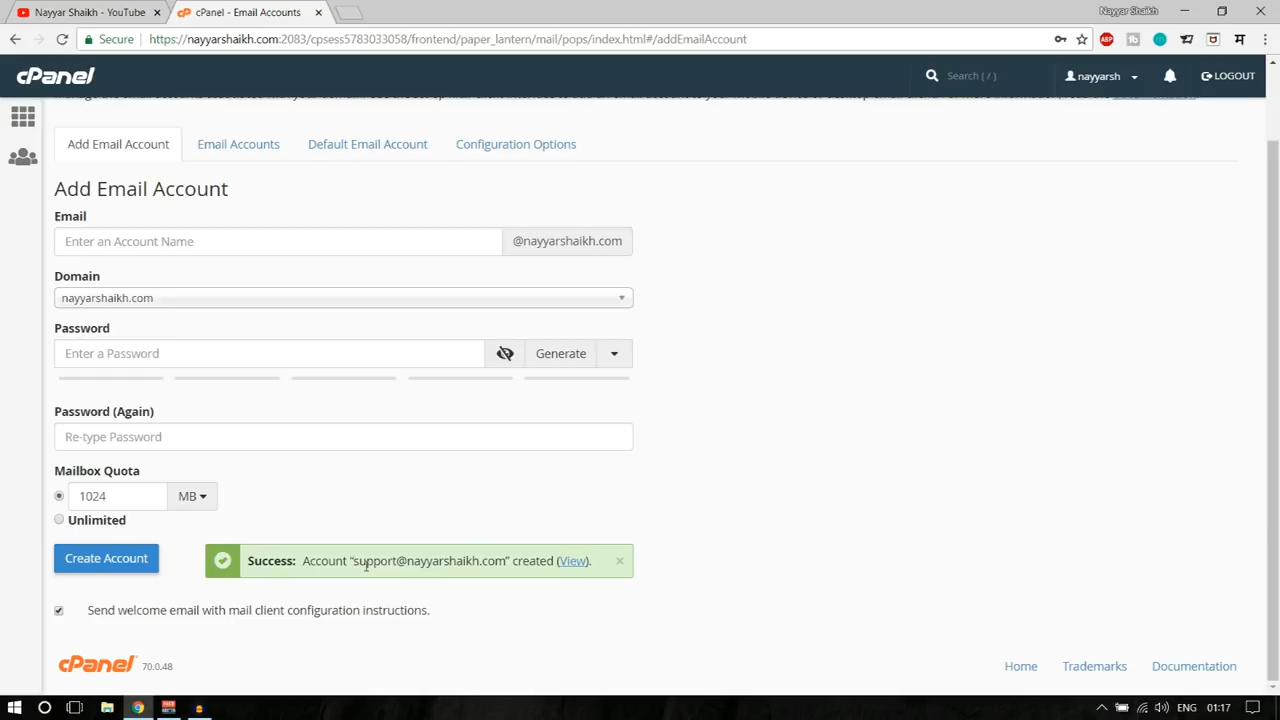 Nayyar Shaikh - YouTube
cPanel - Email Accounts
Nayyar Shaikh
Secure
https://nayyarshaikh.com:2083/cpsess5783033058/frontend/paper_lantern/mail/pops/index.html#/addEmailAccount
ABP
cPanel
Search ( / )
nayyarsh
LOGOUT
Add Email Account
Email Accounts
Default Email Account
Configuration Options
Add Email Account
Email
Enter an Account Name
@nayyarshaikh.com
Domain
nayyarshaikh.com
Password
Enter a Password
Generate
Password (Again)
Re-type Password
Mailbox Quota
1024
MB
Unlimited
Create Account
Success: Account “support@nayyarshaikh.com” created (View).
Send welcome email with mail client configuration instructions.
cPanel 70.0.48
Home
Trademarks
Documentation
ENG
01:17